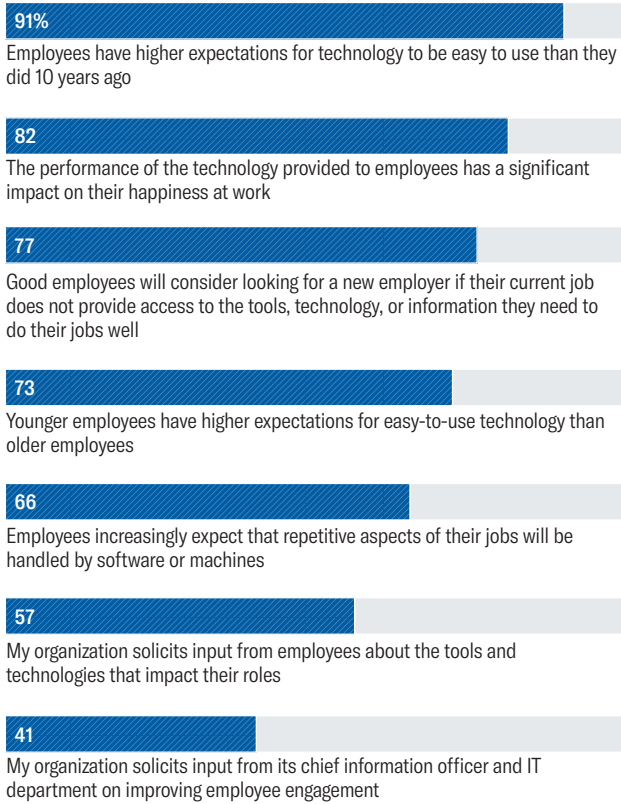 91%
Employees have higher expectations for technology to be easy to use than they
did 10 years ago
82
The performance of the technology provided to employees has a significant
impact on their happiness at work
77
Good employees will consider looking for a new employer if their current job
does not provide access to the tools, technology, or information they need to
do their jobs well
73
Younger employees have higher expectations for easy-to-use technology than
older employees
66
Employees increasingly expect that repetitive aspects of their jobs will be
handled by software or machines
57
My organization solicits input from employees about the tools and
technologies that impact their roles
41
My organization solicits input from its chief information officer and IT
department on improving employee engagement